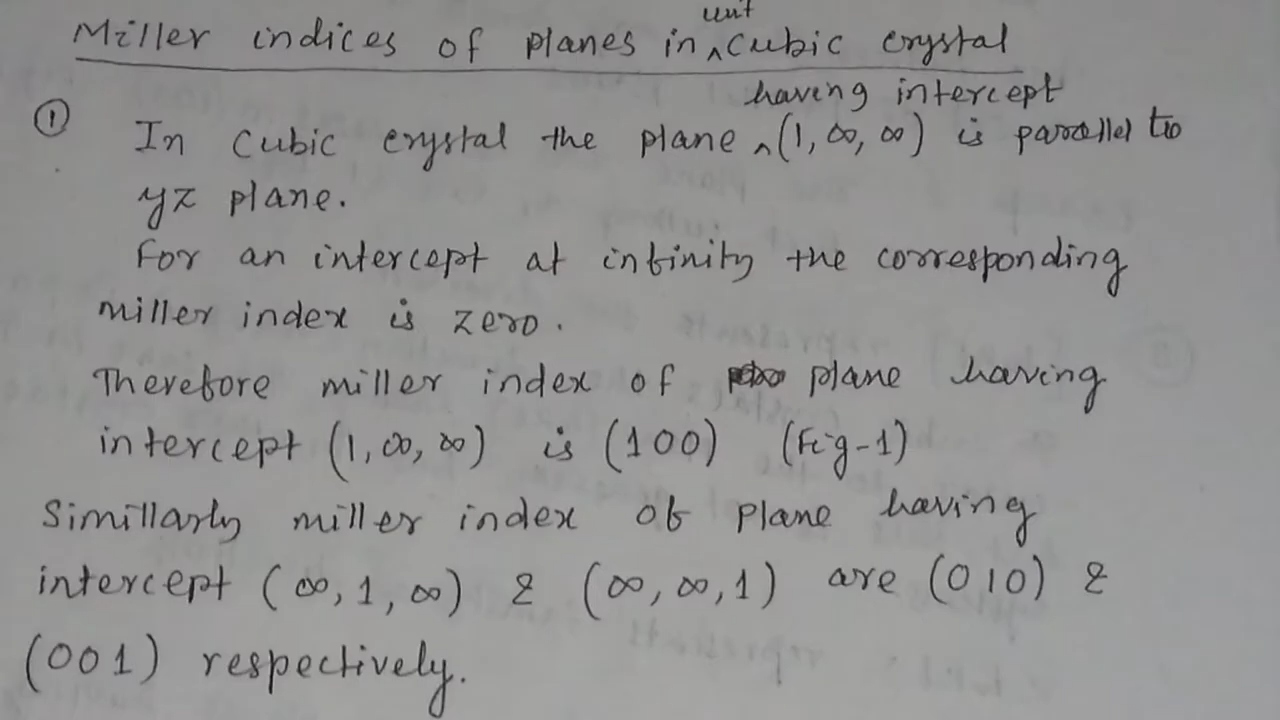 Miller indices of planes in ^ unit cubic crystal
① In cubic crystal the plane ^ having intercept (1, ∞, ∞) is parallel to
yz plane.
For an intercept at infinity the corresponding
miller index is zero.
Therefore miller index of plane having
intercept (1, ∞, ∞) is (100) (Fig-1)
Simillarly miller index of plane having
intercept (∞, 1, ∞) & (∞, ∞, 1) are (010) &
(001) respectively.